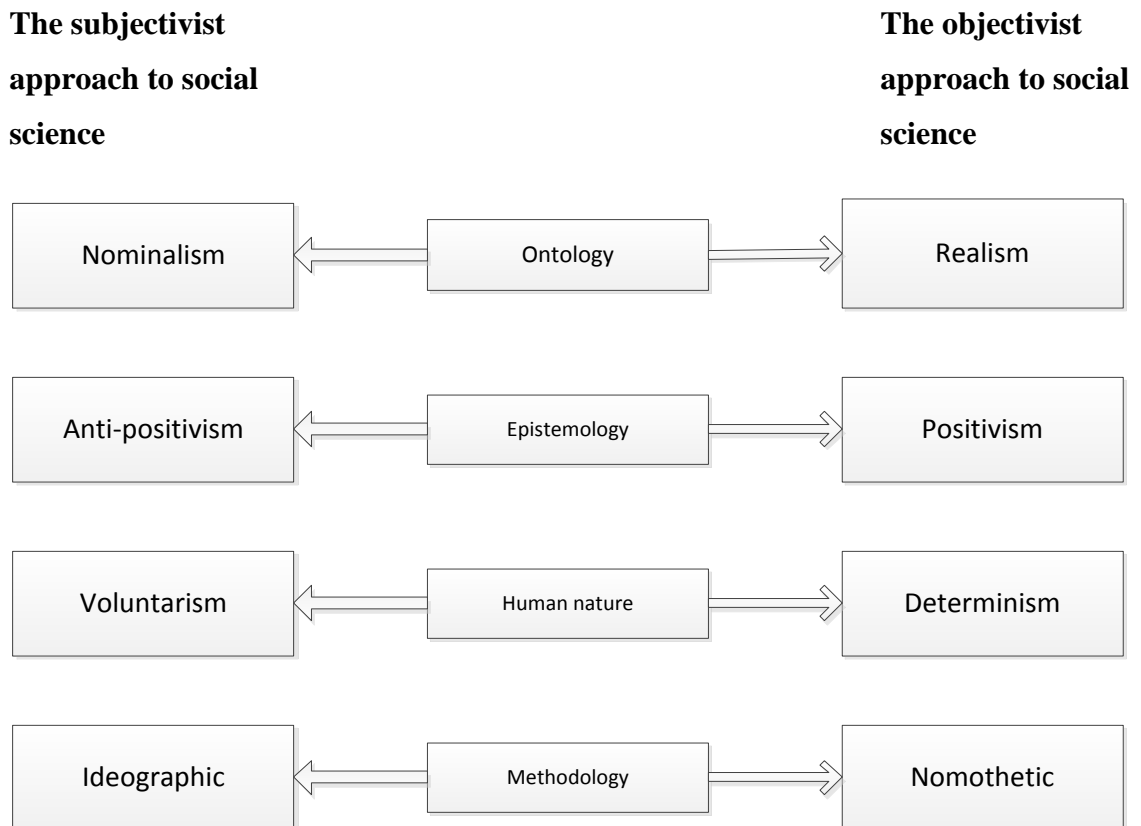 The subjectivist
approach to social
science
The objectivist
approach to social
science
Nominalism
Ontology
Realism
Anti-positivism
Epistemology
Positivism
Voluntarism
Human nature
Determinism
Ideographic
Methodology
Nomothetic